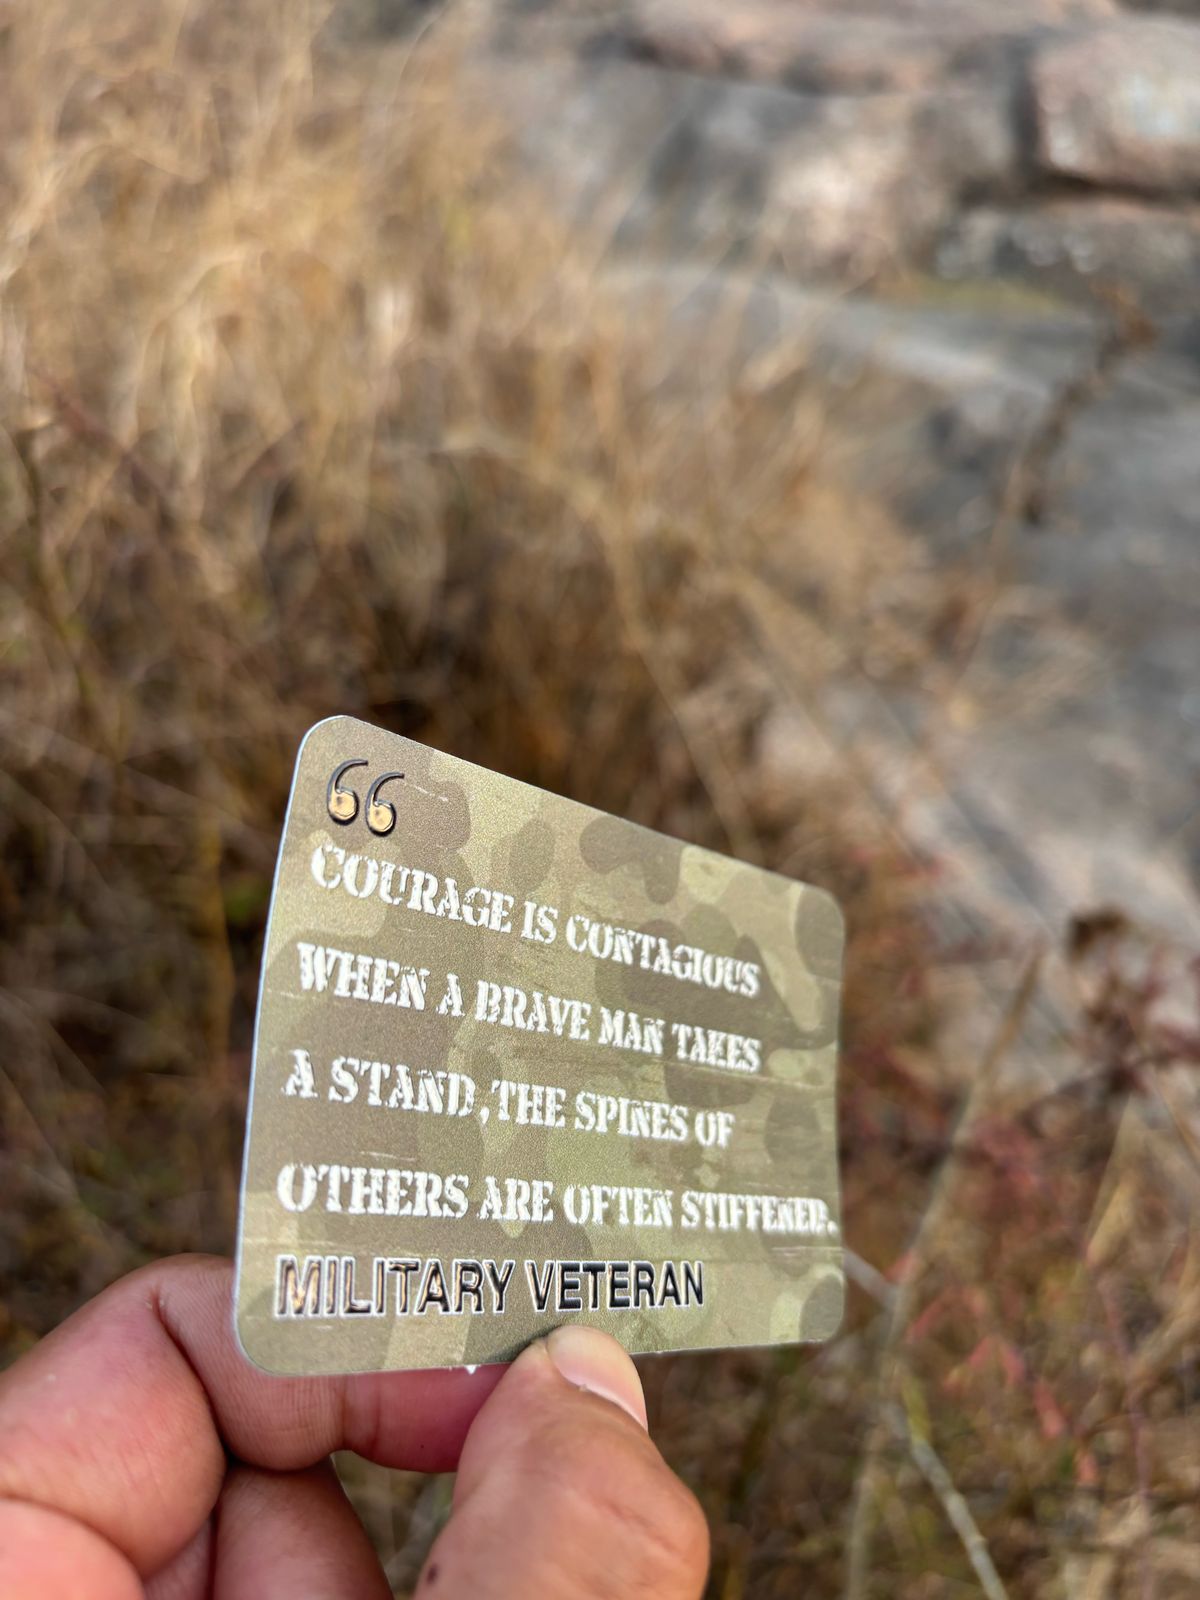 “
COURAGE IS CONTAGIOUS
WHEN A BRAVE MAN TAKES
A STAND, THE SPINES OF
OTHERS ARE OFTEN STIFFENED.
MILITARY VETERAN